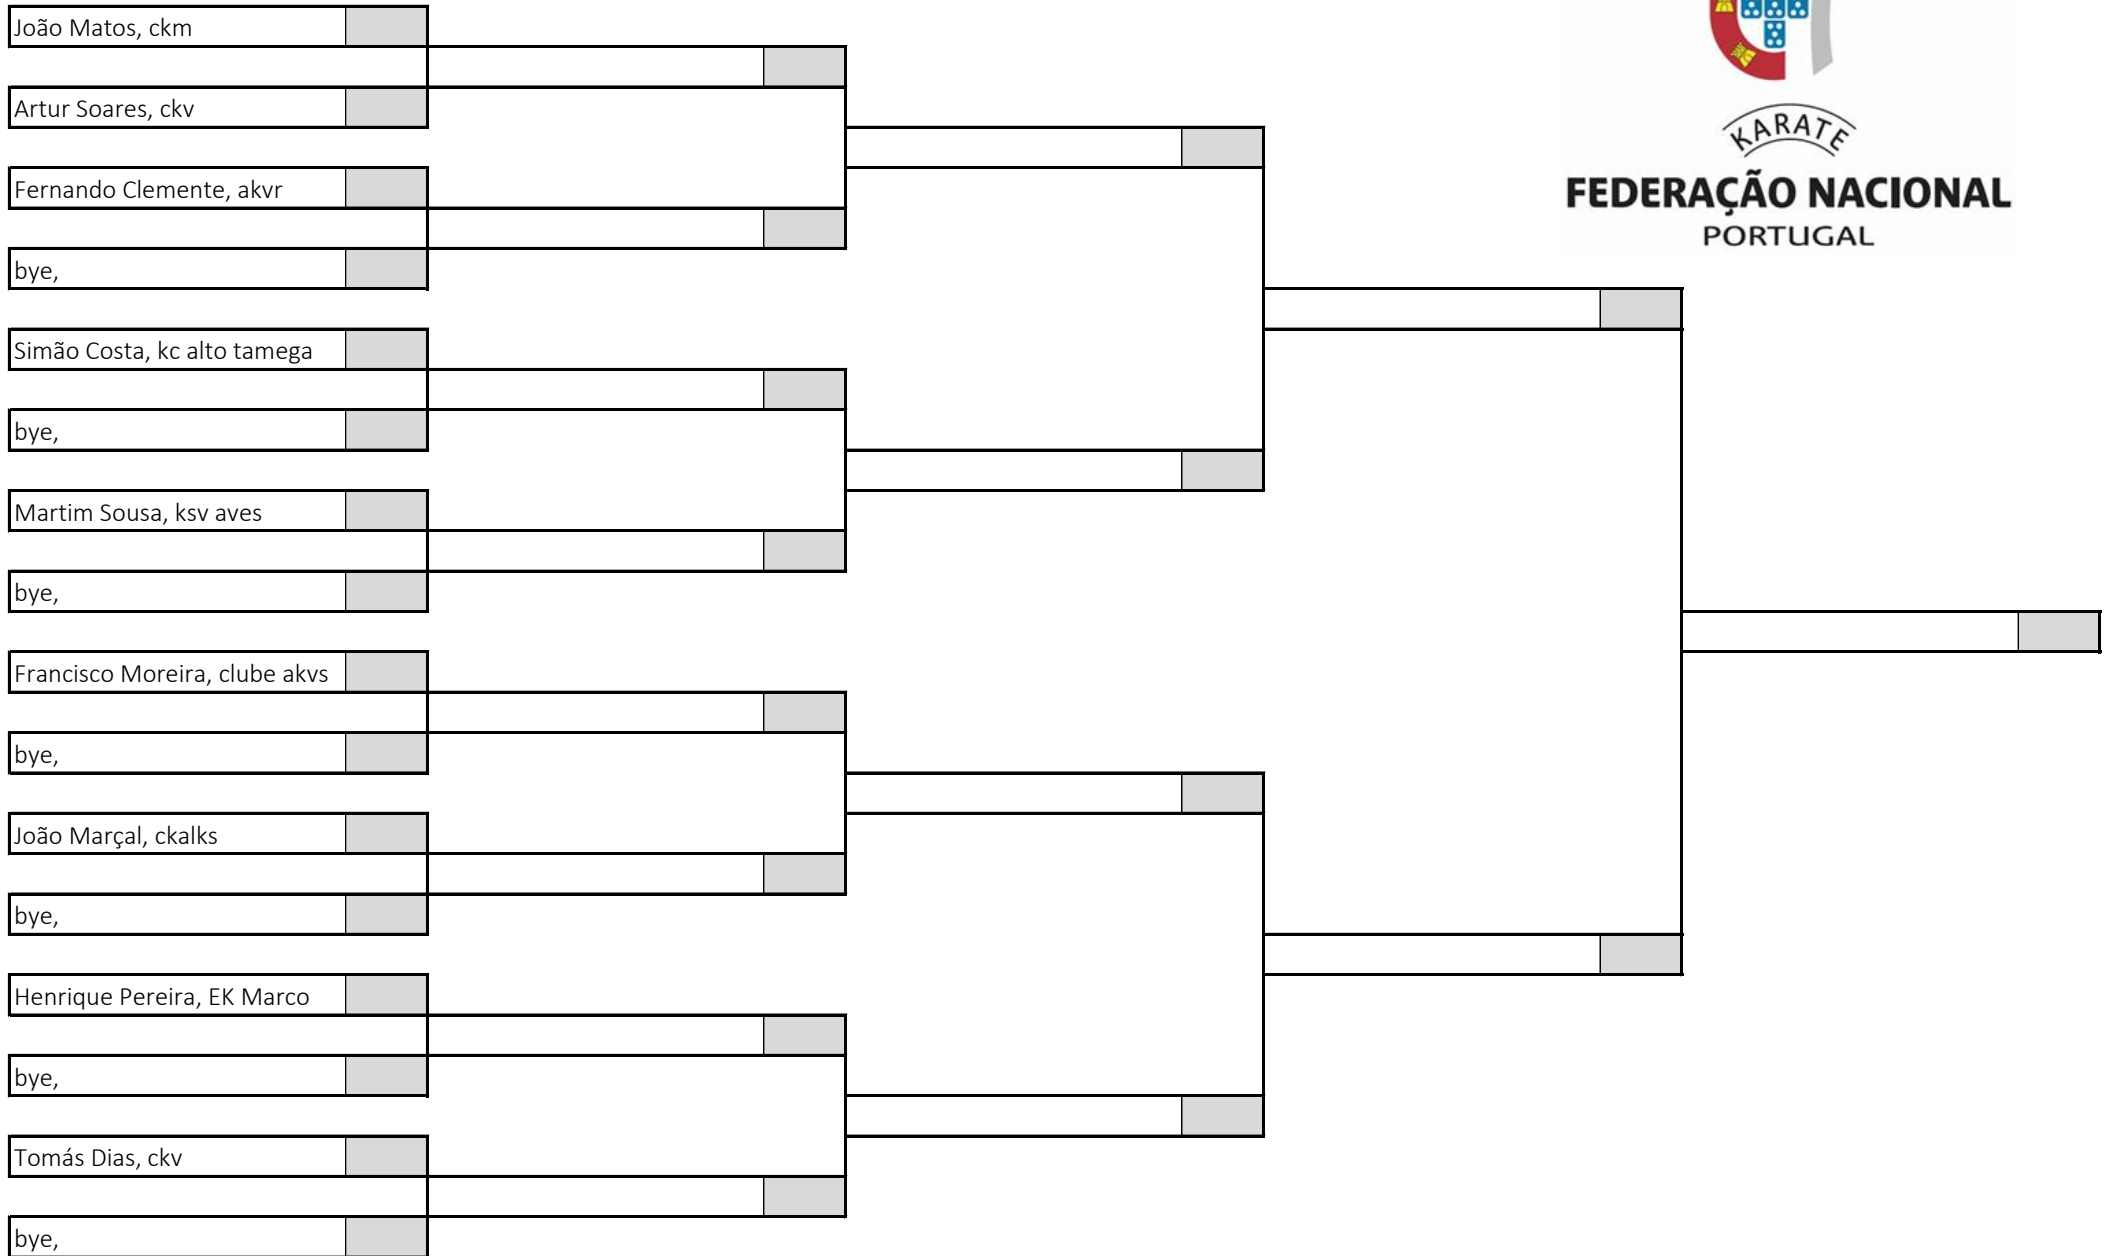 João Matos, ckm
Artur Soares, ckv
Fernando Clemente, akvr
bye,
Simão Costa, kc alto tamega
bye,
Martim Sousa, ksv aves
bye,
Francisco Moreira, clube akvs
bye,
João Marçal, ckalks
bye,
Henrique Pereira, EK Marco
bye,
Tomás Dias, ckv
bye,
KARATE
FEDERAÇÃO NACIONAL
PORTUGAL